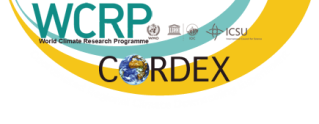 WCRP
World Climate Research Programme
ICSU
CORDEX